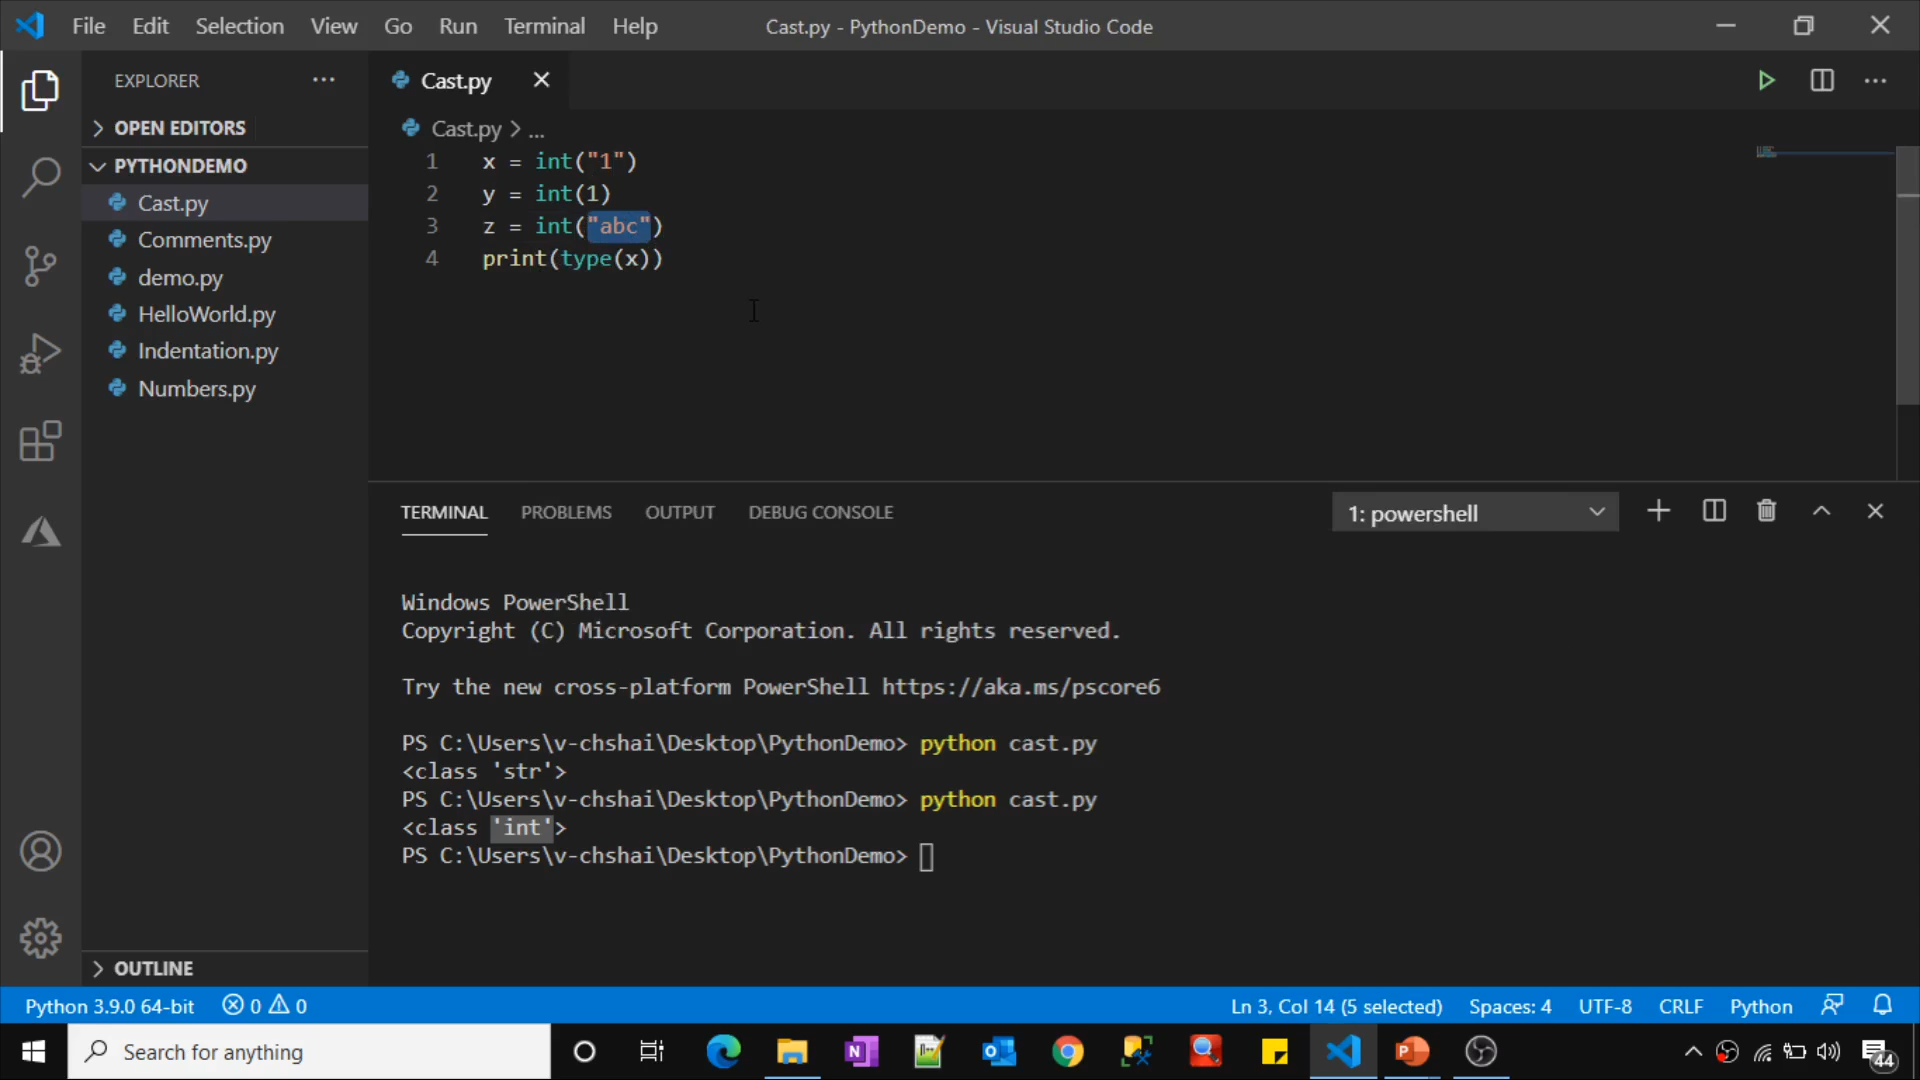 File Edit Selection View Go Run Terminal Help
Cast.py - PythonDemo - Visual Studio Code
EXPLORER
OPEN EDITORS
PYTHONDEMO
Cast.py
Comments.py
demo.py
HelloWorld.py
Indentation.py
Numbers.py
OUTLINE
Cast.py
Cast.py > ...
1 x = int("1")
2 y = int(1)
3 z = int("abc")
4 print(type(x))
TERMINAL PROBLEMS OUTPUT DEBUG CONSOLE
1: powershell
Windows PowerShell
Copyright (C) Microsoft Corporation. All rights reserved.
Try the new cross-platform PowerShell https://aka.ms/pscore6
PS C:\Users\v-chshai\Desktop\PythonDemo> python cast.py
<class 'str'>
PS C:\Users\v-chshai\Desktop\PythonDemo> python cast.py
<class 'int'>
PS C:\Users\v-chshai\Desktop\PythonDemo>
Python 3.9.0 64-bit 0 0
Ln 3, Col 14 (5 selected) Spaces: 4 UTF-8 CRLF Python
Search for anything
44